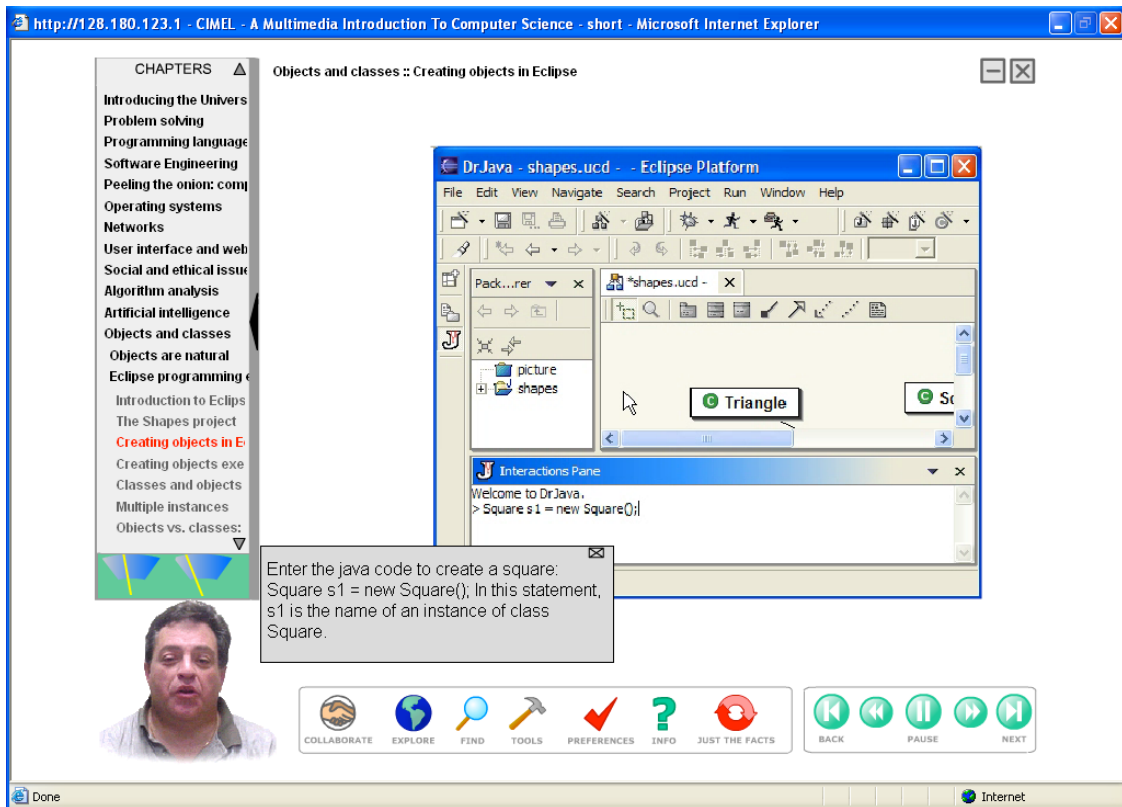 http://128.180.123.1 - CIMEL - A Multimedia Introduction To Computer Science - short - Microsoft Internet Explorer
CHAPTERS
Introducing the Univers
Problem solving
Programming language
Software Engineering
Peeling the onion: comp
Operating systems
Networks
User interface and web
Social and ethical issue
Algorithm analysis
Artificial intelligence
Objects and classes
Objects are natural
Eclipse programming e
Introduction to Eclips
The Shapes project
Creating objects in E
Creating objects exe
Classes and objects
Multiple instances
Objects vs. classes:
Objects and classes :: Creating objects in Eclipse
DrJava - shapes.ucd - - Eclipse Platform
File Edit View Navigate Search Project Run Window Help
Pack...rer
*shapes.ucd -
picture
shapes
Triangle
Sq
Interactions Pane
Welcome to DrJava.
> Square s1 = new Square();
Enter the java code to create a square:
Square s1 = new Square(); In this statement,
s1 is the name of an instance of class
Square.
COLLABORATE EXPLORE FIND TOOLS PREFERENCES INFO JUST THE FACTS
BACK PAUSE NEXT
Done
Internet